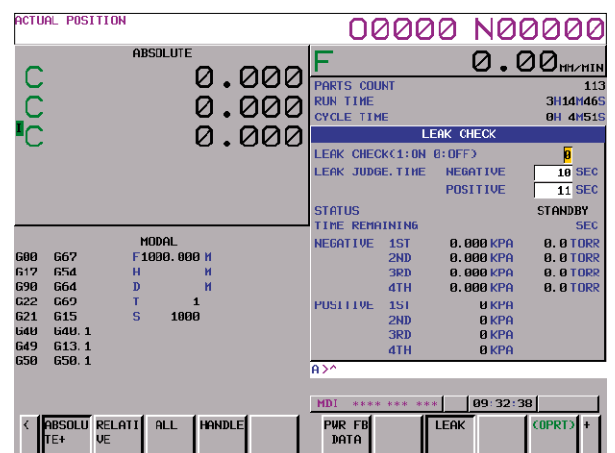 ACTUAL POSITION
O0000 N00000
ABSOLUTE
C 0.000
C 0.000
I C 0.000
F 0.00 MM/MIN
PARTS COUNT 113
RUN TIME 3H14M46S
CYCLE TIME 0H 4M51S
LEAK CHECK
LEAK CHECK(1:ON 0:OFF) 0
LEAK JUDGE.TIME NEGATIVE 10 SEC
POSITIVE 11 SEC
STATUS STANDBY
TIME REMAINING SEC
NEGATIVE 1ST 0.000 KPA 0.0 TORR
2ND 0.000 KPA 0.0 TORR
3RD 0.000 KPA 0.0 TORR
4TH 0.000 KPA 0.0 TORR
POSITIVE 1ST 0 KPA
2ND 0 KPA
3RD 0 KPA
4TH 0 KPA
MODAL
G00 G67 F1000.000 M
G17 G54 H M
G90 G64 D M
G22 G69 T 1
G21 G15 S 1000
G40 G40.1
G49 G13.1
G50 G50.1
A>^
MDI **** *** *** 09:32:38
< ABSOLUTE+ RELATIVE ALL HANDLE PWR FB DATA LEAK (OPRT) +